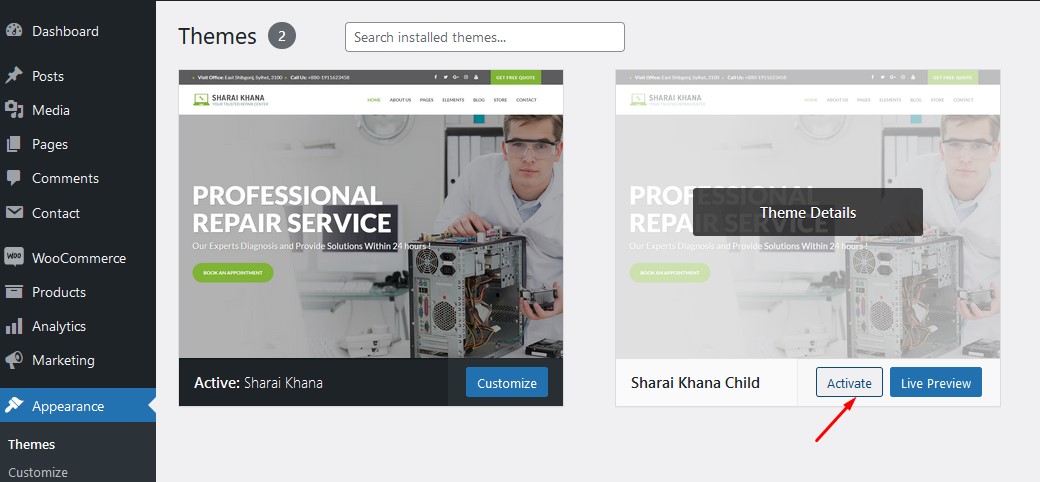 Dashboard
Posts
Media
Pages
Comments
Contact
WooCommerce
Products
Analytics
Marketing
Appearance
Themes
Customize
Themes 2
Search installed themes...
Visit Office: East Shibgonj, Sylhet, 3100 Call Us: +880-1911623458
GET FREE QUOTE
SHARAI KHANA
YOUR TRUSTED REPAIR CENTER
HOME ABOUT US PAGES ELEMENTS BLOG STORE CONTACT
PROFESSIONAL
REPAIR SERVICE
Our Experts Diagnosis and Provide Solutions Within 24 hours !
BOOK AN APPOINTMENT
Active: Sharai Khana
Customize
Visit Office: East Shibgonj, Sylhet, 3100 Call Us: +880-1911623458
GET FREE QUOTE
SHARAI KHANA
YOUR TRUSTED REPAIR CENTER
HOME ABOUT US PAGES ELEMENTS BLOG STORE CONTACT
Theme Details
PROFESSIONAL
REPAIR SERVICE
Our Experts Diagnosis and Provide Solutions Within 24 hours !
BOOK AN APPOINTMENT
Sharai Khana Child
Activate
Live Preview